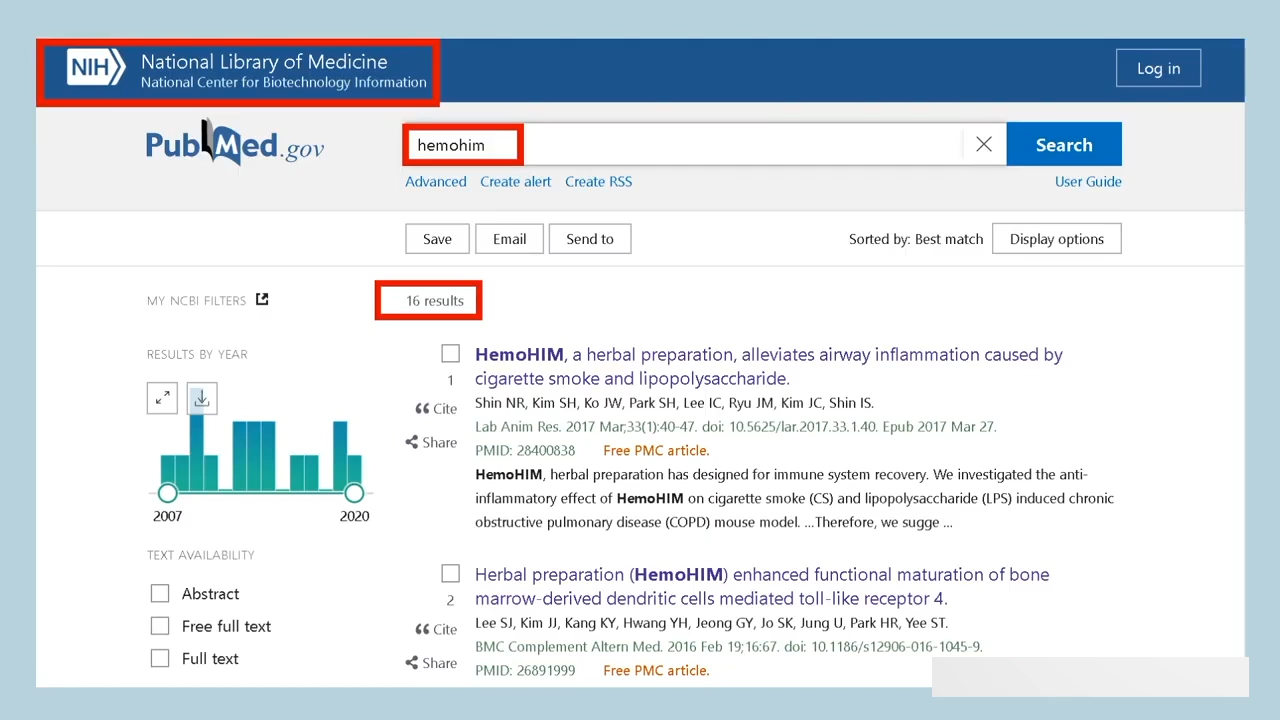 NIH
National Library of Medicine
National Center for Biotechnology Information
Log in
PubMed.gov
hemohim
Search
Advanced
Create alert
Create RSS
User Guide
Save
Email
Send to
Sorted by: Best match
Display options
MY NCBI FILTERS
16 results
RESULTS BY YEAR
2007
2020
TEXT AVAILABILITY
Abstract
Free full text
Full text
1
Cite
Share
HemoHIM, a herbal preparation, alleviates airway inflammation caused by
cigarette smoke and lipopolysaccharide.
Shin NR, Kim SH, Ko JW, Park SH, Lee IC, Ryu JM, Kim JC, Shin IS.
Lab Anim Res. 2017 Mar;33(1):40-47. doi: 10.5625/lar.2017.33.1.40. Epub 2017 Mar 27.
PMID: 28400838 Free PMC article.
HemoHIM, herbal preparation has designed for immune system recovery. We investigated the anti-
inflammatory effect of HemoHIM on cigarette smoke (CS) and lipopolysaccharide (LPS) induced chronic
obstructive pulmonary disease (COPD) mouse model. ...Therefore, we sugge ...
2
Cite
Share
Herbal preparation (HemoHIM) enhanced functional maturation of bone
marrow-derived dendritic cells mediated toll-like receptor 4.
Lee SJ, Kim JJ, Kang KY, Hwang YH, Jeong GY, Jo SK, Jung U, Park HR, Yee ST.
BMC Complement Altern Med. 2016 Feb 19;16:67. doi: 10.1186/s12906-016-1045-9.
PMID: 26891999 Free PMC article.